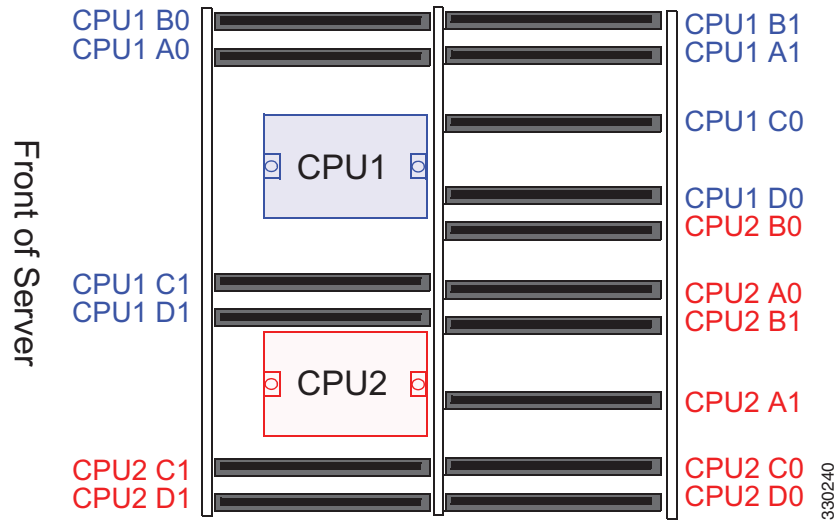 CPU1 B0
CPU1 A0
CPU1 B1
CPU1 A1
CPU1 C0
CPU1
CPU1 D0
CPU2 B0
Front of Server
CPU1 C1
CPU1 D1
CPU2 A0
CPU2 B1
CPU2
CPU2 A1
CPU2 C1
CPU2 D1
CPU2 C0
CPU2 D0
330240